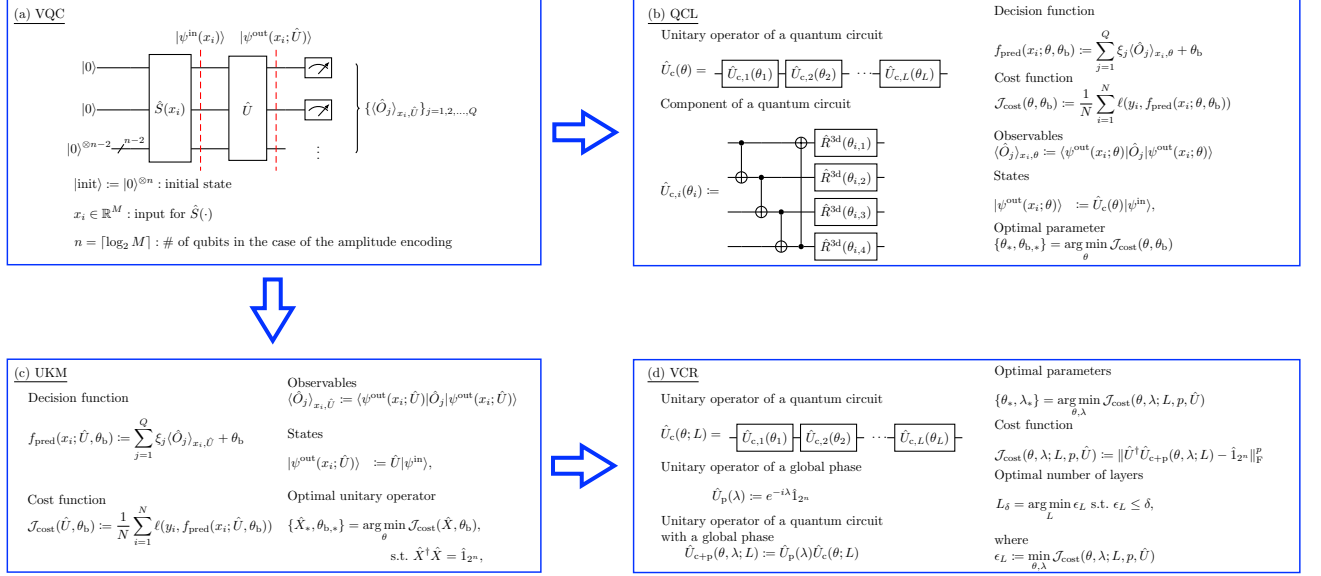 (a) VQC
|ψ^in(x_i)⟩ |ψ^out(x_i; Û)⟩
|0⟩
|0⟩
Ŝ(x_i)
Û
{⟨Ô_j⟩_{x_i,Û}}_{j=1,2,...,Q}
|0⟩^{⊗n−2} n−2
⋮
|init⟩ := |0⟩^{⊗n} : initial state
x_i ∈ ℝ^M : input for Ŝ(·)
n = ⌈log_2 M⌉ : # of qubits in the case of the amplitude encoding
(b) QCL
Unitary operator of a quantum circuit
Û_c(θ) = Û_{c,1}(θ_1) Û_{c,2}(θ_2) ⋯ Û_{c,L}(θ_L)
Component of a quantum circuit
Û_{c,i}(θ_i) :=
R̂^{3d}(θ_{i,1})
R̂^{3d}(θ_{i,2})
R̂^{3d}(θ_{i,3})
R̂^{3d}(θ_{i,4})
Decision function
f_pred(x_i; θ, θ_b) := ∑_{j=1}^{Q} ξ_j⟨Ô_j⟩_{x_i,θ} + θ_b
Cost function
𝒥_cost(θ, θ_b) := 1/N ∑_{i=1}^{N} ℓ(y_i, f_pred(x_i; θ, θ_b))
Observables
⟨Ô_j⟩_{x_i,θ} := ⟨ψ^out(x_i; θ)|Ô_j|ψ^out(x_i; θ)⟩
States
|ψ^out(x_i; θ)⟩ := Û_c(θ)|ψ^in⟩,
Optimal parameter
{θ_*, θ_{b,*}} = arg min_θ 𝒥_cost(θ, θ_b)
(c) UKM
Decision function
f_pred(x_i; Û, θ_b) := ∑_{j=1}^{Q} ξ_j⟨Ô_j⟩_{x_i,Û} + θ_b
Cost function
𝒥_cost(Û, θ_b) := 1/N ∑_{i=1}^{N} ℓ(y_i, f_pred(x_i; Û, θ_b))
Observables
⟨Ô_j⟩_{x_i,Û} := ⟨ψ^out(x_i; Û)|Ô_j|ψ^out(x_i; Û)⟩
States
|ψ^out(x_i; Û)⟩ := Û|ψ^in⟩,
Optimal unitary operator
{X̂_*, θ_{b,*}} = arg min_θ 𝒥_cost(X̂, θ_b),
s.t. X̂^†X̂ = 1̂_{2^n},
(d) VCR
Unitary operator of a quantum circuit
Û_c(θ; L) = Û_{c,1}(θ_1) Û_{c,2}(θ_2) ⋯ Û_{c,L}(θ_L)
Unitary operator of a global phase
Û_p(λ) := e^{−iλ}1̂_{2^n}
Unitary operator of a quantum circuit
with a global phase
Û_{c+p}(θ, λ; L) := Û_p(λ)Û_c(θ; L)
Optimal parameters
{θ_*, λ_*} = arg min_{θ,λ} 𝒥_cost(θ, λ; L, p, Û)
Cost function
𝒥_cost(θ, λ; L, p, Û) := ‖Û^†Û_{c+p}(θ, λ; L) − 1̂_{2^n}‖_F^p
Optimal number of layers
L_δ = arg min_L ϵ_L s.t. ϵ_L ≤ δ,
where
ϵ_L := min_{θ,λ} 𝒥_cost(θ, λ; L, p, Û)